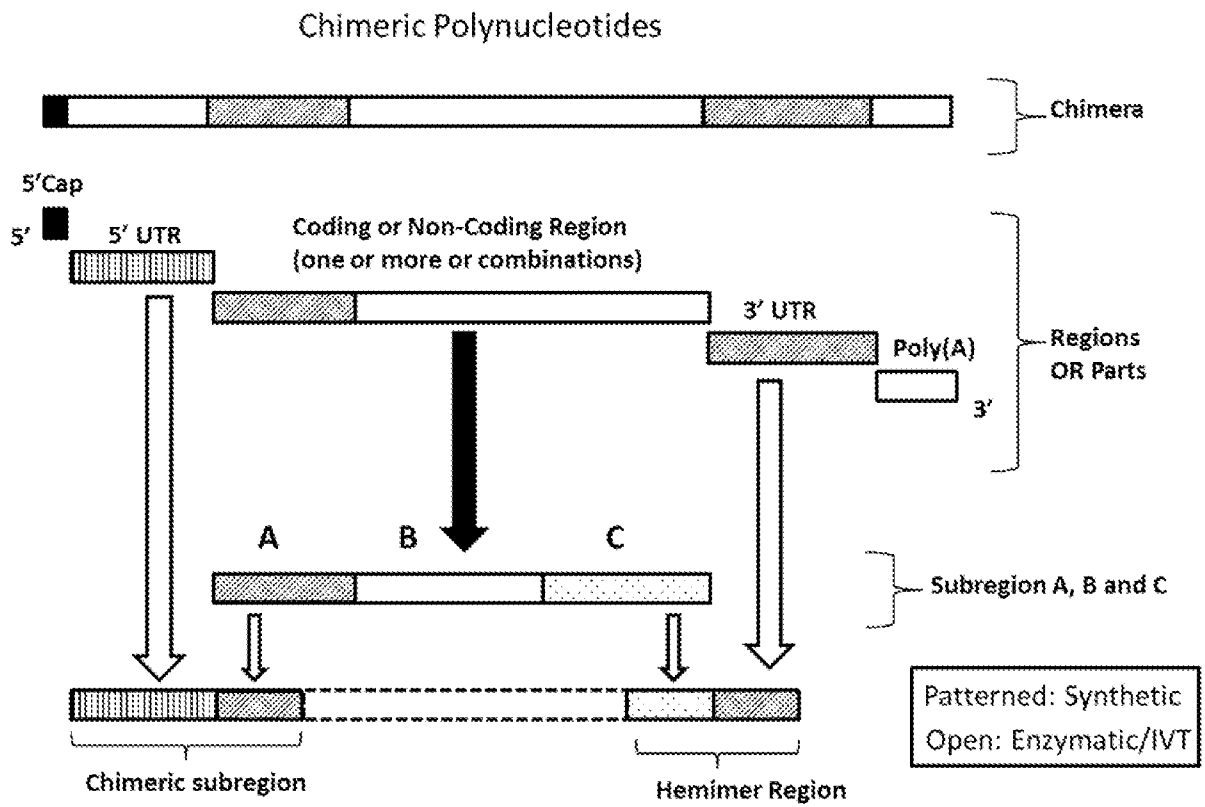 Chimeric Polynucleotides
Chimera
5'Cap
5'
5' UTR
Coding or Non-Coding Region
(one or more or combinations)
3' UTR
Poly(A)
3'
Regions
OR Parts
A
B
C
Subregion A, B and C
Patterned: Synthetic
Open: Enzymatic/IVT
Chimeric subregion
Hemimer Region